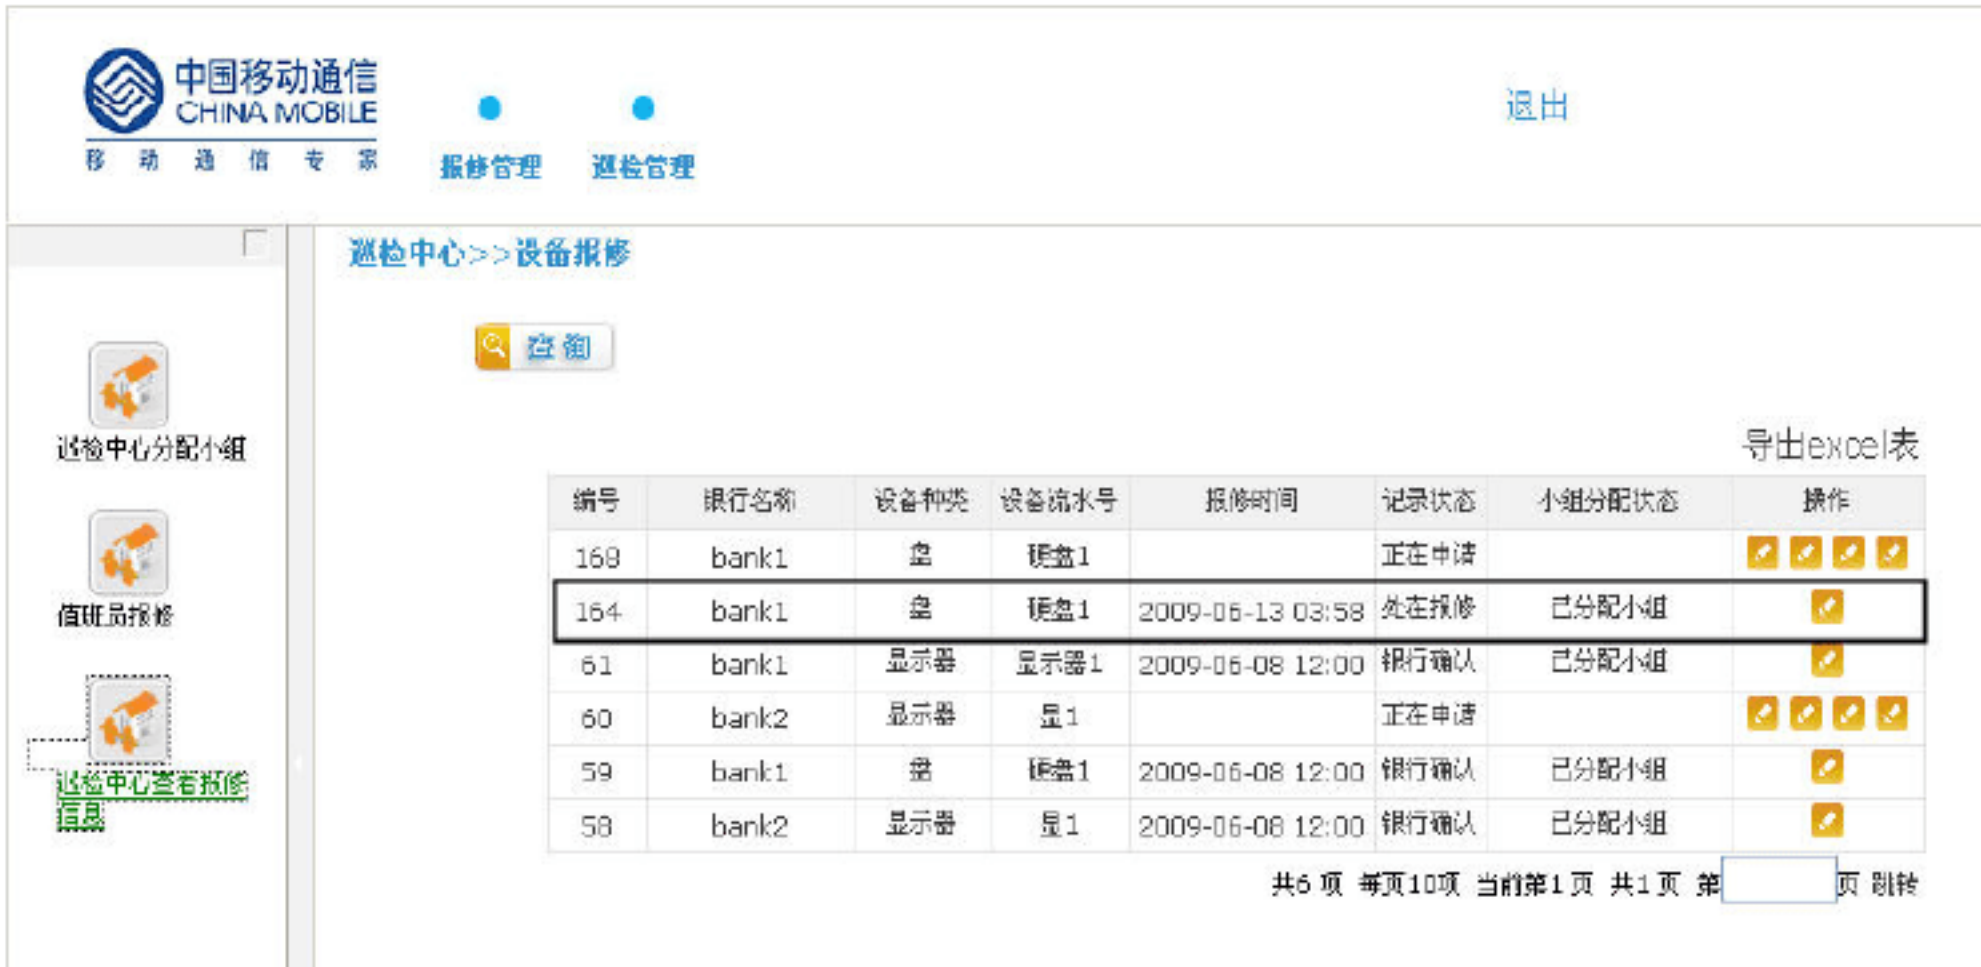 中国移动通信
CHINA MOBILE
移动通信专家
报修管理 巡检管理
退出
巡检中心>>设备报修
查询
巡检中心分配小组
值班员报修
巡检中心查看报修信息
导出excel表
编号 银行名称 设备种类 设备流水号 报修时间 记录状态 小组分配状态 操作
168 bank1 盘 硬盘1 正在申请
164 bank1 盘 硬盘1 2009-06-13 03:58 处在报修 已分配小组
61 bank1 显示器 显示器1 2009-06-08 12:00 银行确认 已分配小组
60 bank2 显示器 显1 正在申请
59 bank1 盘 硬盘1 2009-06-08 12:00 银行确认 已分配小组
58 bank2 显示器 显1 2009-06-08 12:00 银行确认 已分配小组
共6 项 每页10项 当前第1页 共1页 第 页 跳转